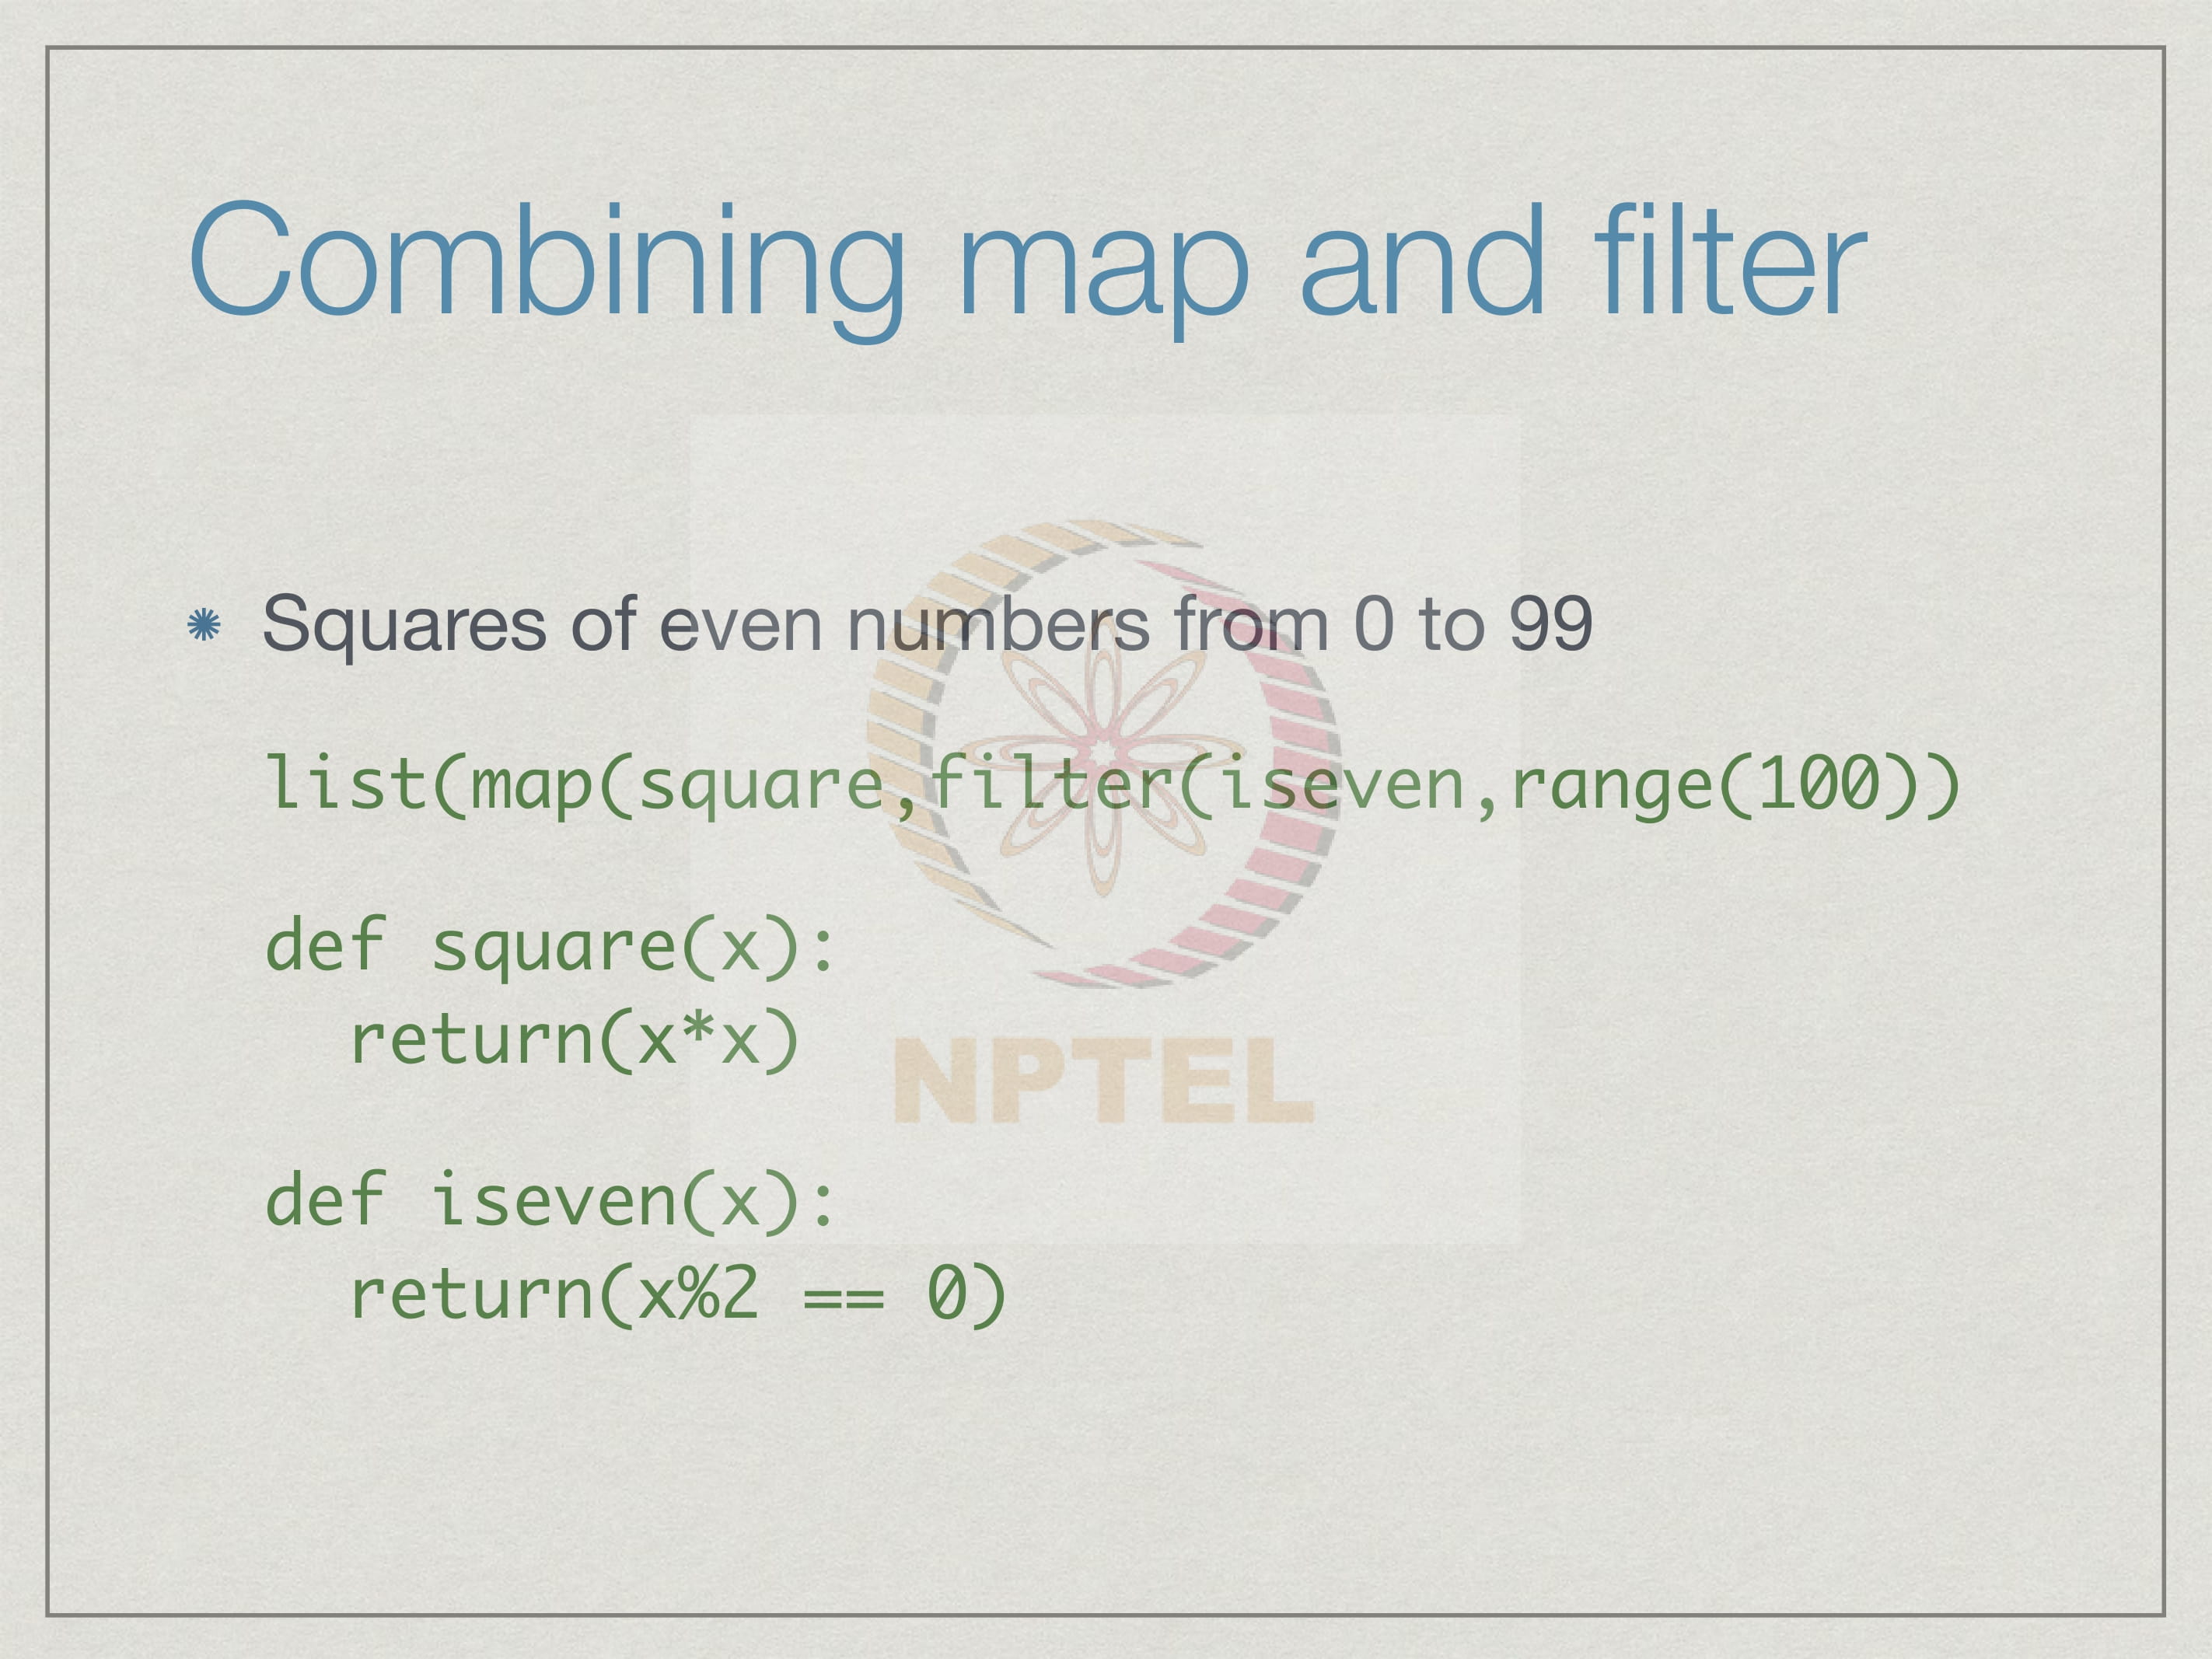 Combining map and filter
Squares of even numbers from 0 to 99
list(map(square,filter(iseven,range(100))
def square(x):
return(x*x)
NPTEL
def iseven(x):
return(x%2 == 0)